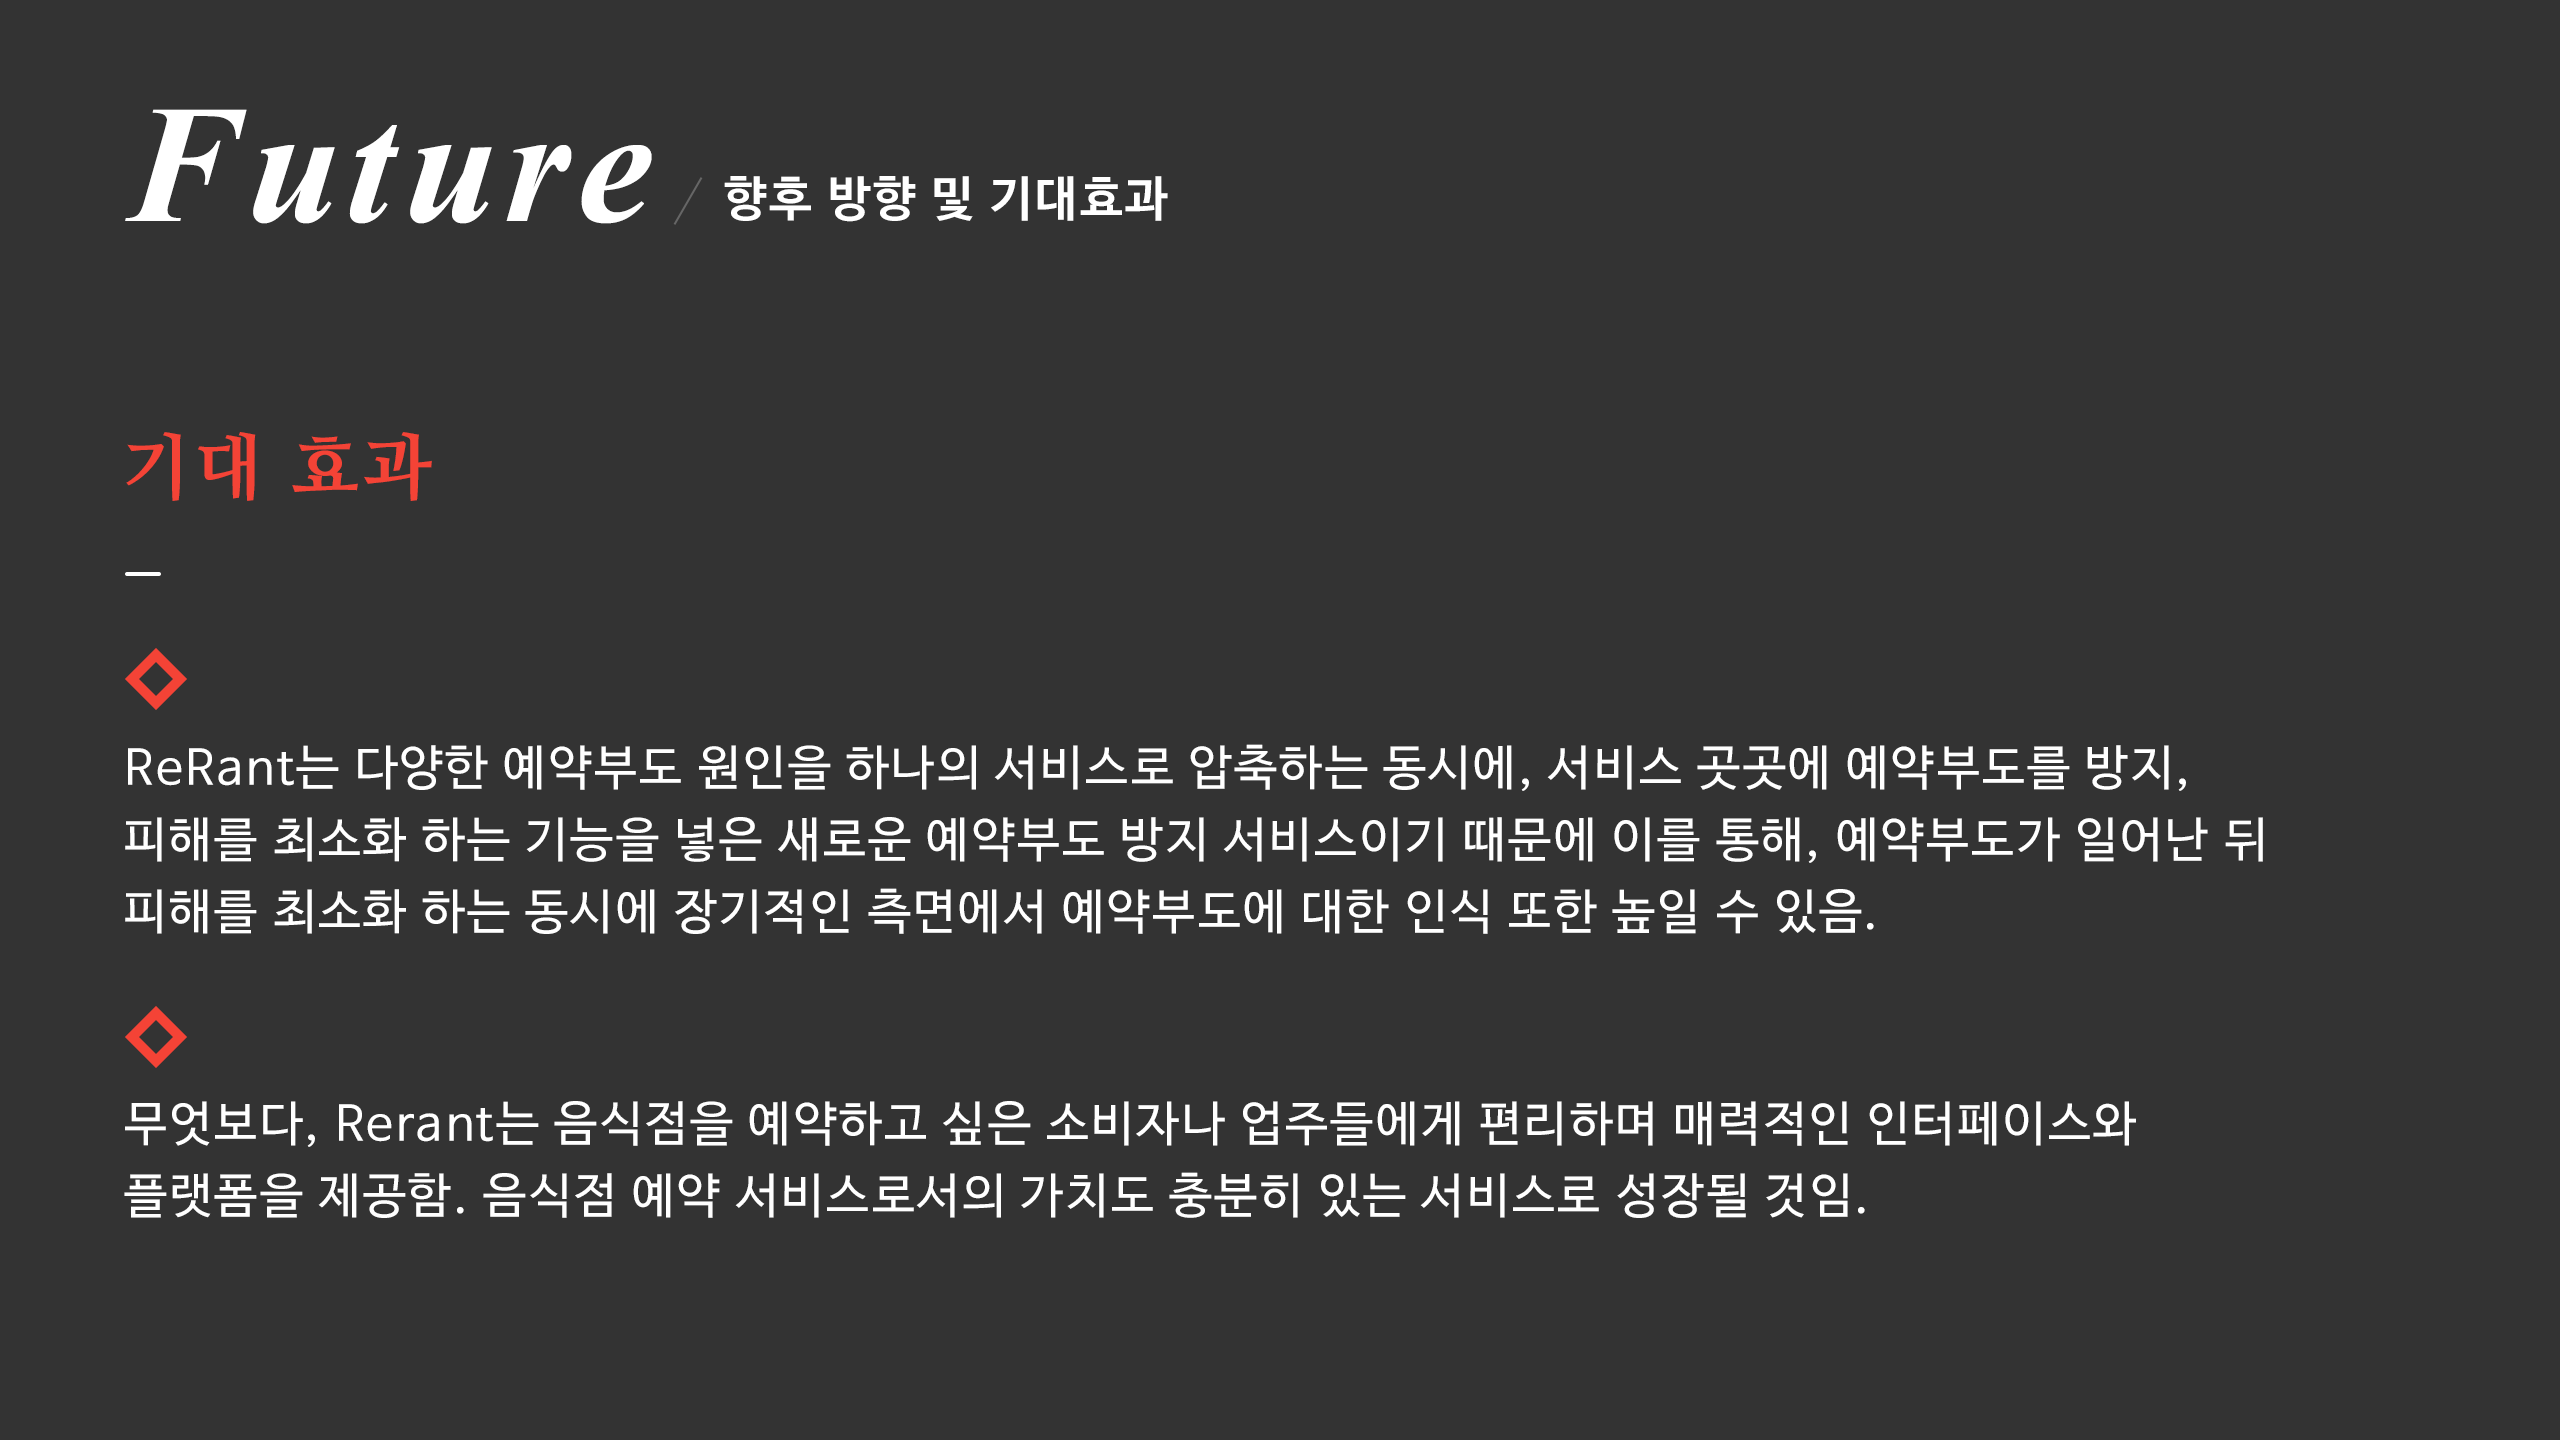 Future / 향후 방향 및 기대효과
기대 효과
ReRant는 다양한 예약부도 원인을 하나의 서비스로 압축하는 동시에, 서비스 곳곳에 예약부도를 방지,
피해를 최소화 하는 기능을 넣은 새로운 예약부도 방지 서비스이기 때문에 이를 통해, 예약부도가 일어난 뒤
피해를 최소화 하는 동시에 장기적인 측면에서 예약부도에 대한 인식 또한 높일 수 있음.
무엇보다, Rerant는 음식점을 예약하고 싶은 소비자나 업주들에게 편리하며 매력적인 인터페이스와
플랫폼을 제공함. 음식점 예약 서비스로서의 가치도 충분히 있는 서비스로 성장될 것임.